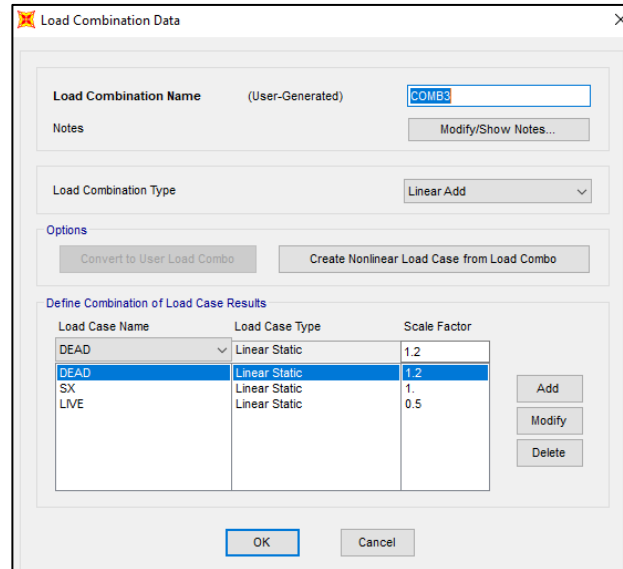 Load Combination Data
Load Combination Name (User-Generated) COMB3
Notes Modify/Show Notes...
Load Combination Type Linear Add
Options
Convert to User Load Combo Create Nonlinear Load Case from Load Combo
Define Combination of Load Case Results
Load Case Name Load Case Type Scale Factor
DEAD Linear Static 1.2
DEAD Linear Static 1.2
SX Linear Static 1.
LIVE Linear Static 0.5
Add
Modify
Delete
OK Cancel